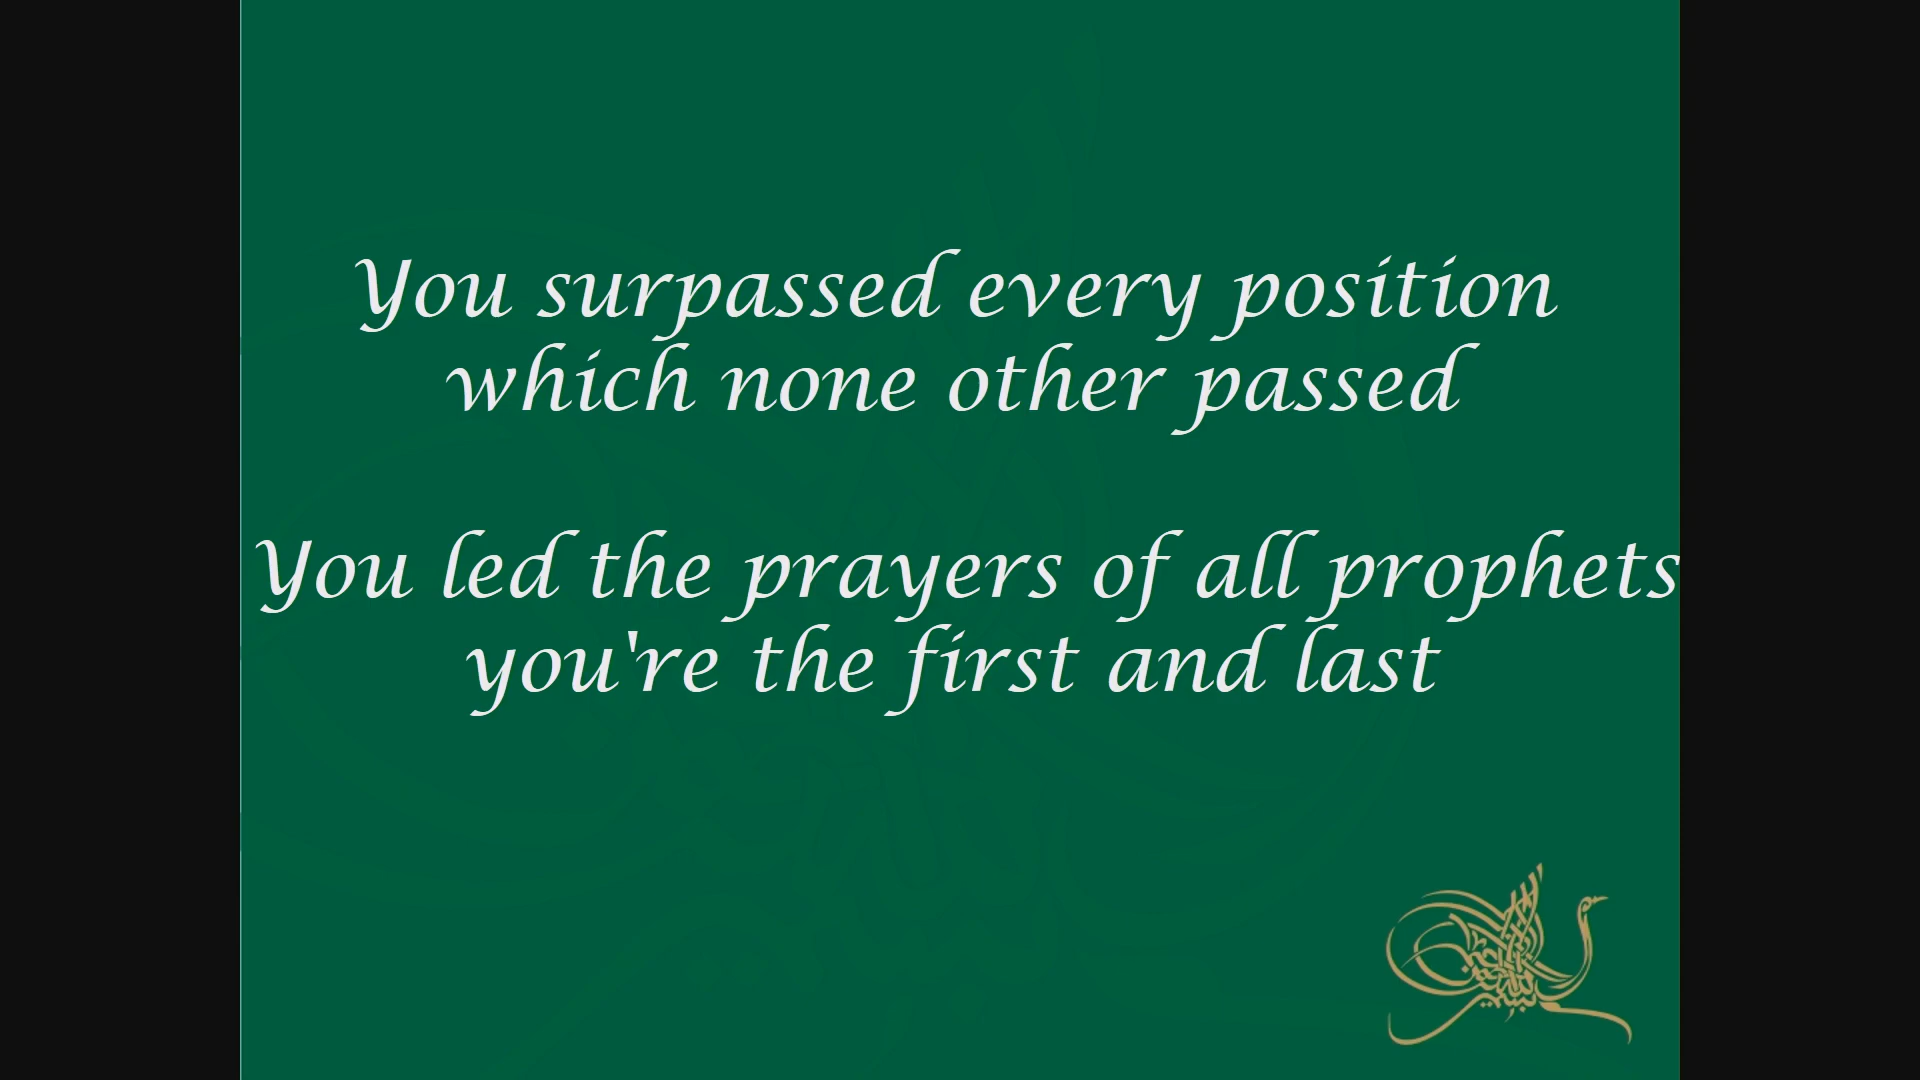 You surpassed every position
which none other passed
You led the prayers of all prophets
you're the first and last